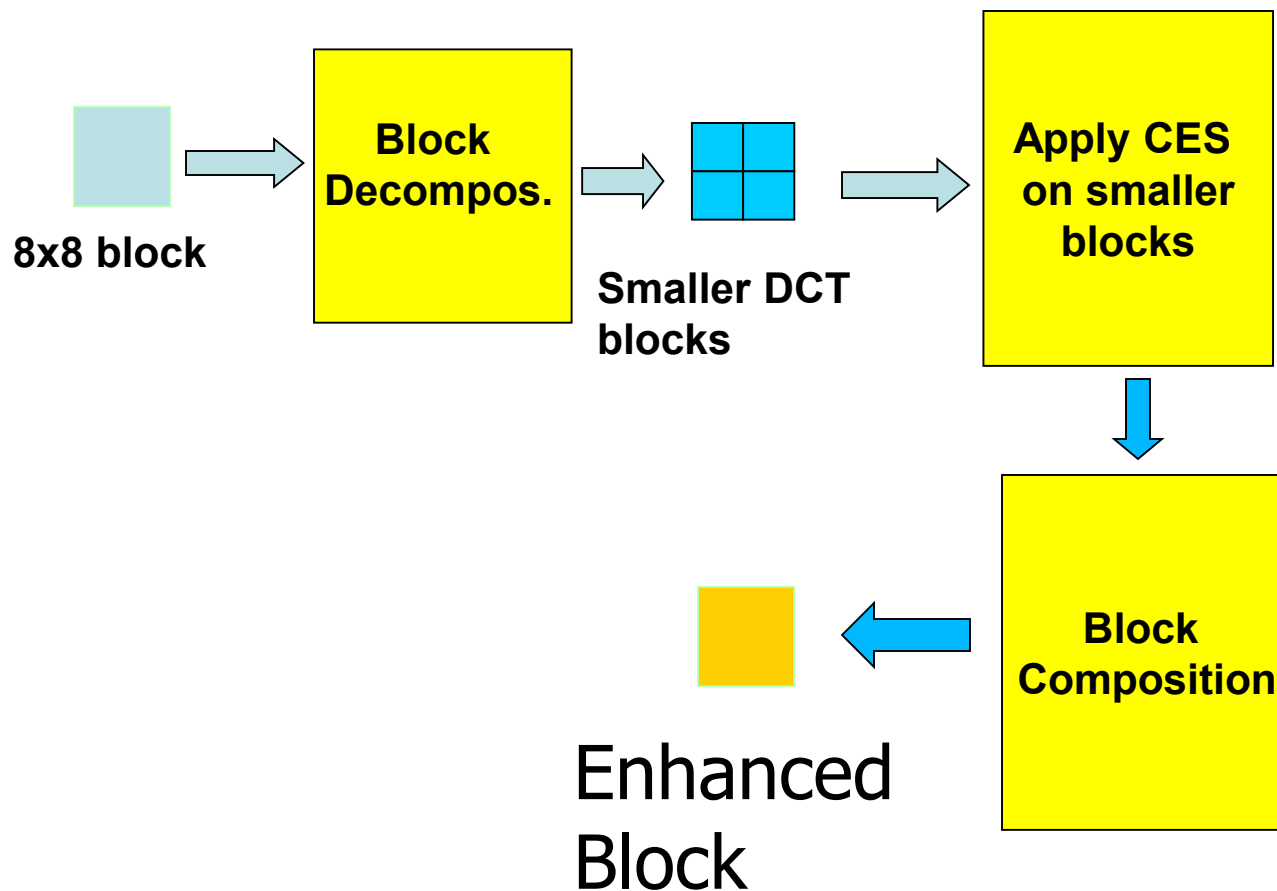 8x8 block
Block
Decompos.
Smaller DCT
blocks
Apply CES
on smaller
blocks
Block
Composition
Enhanced
Block